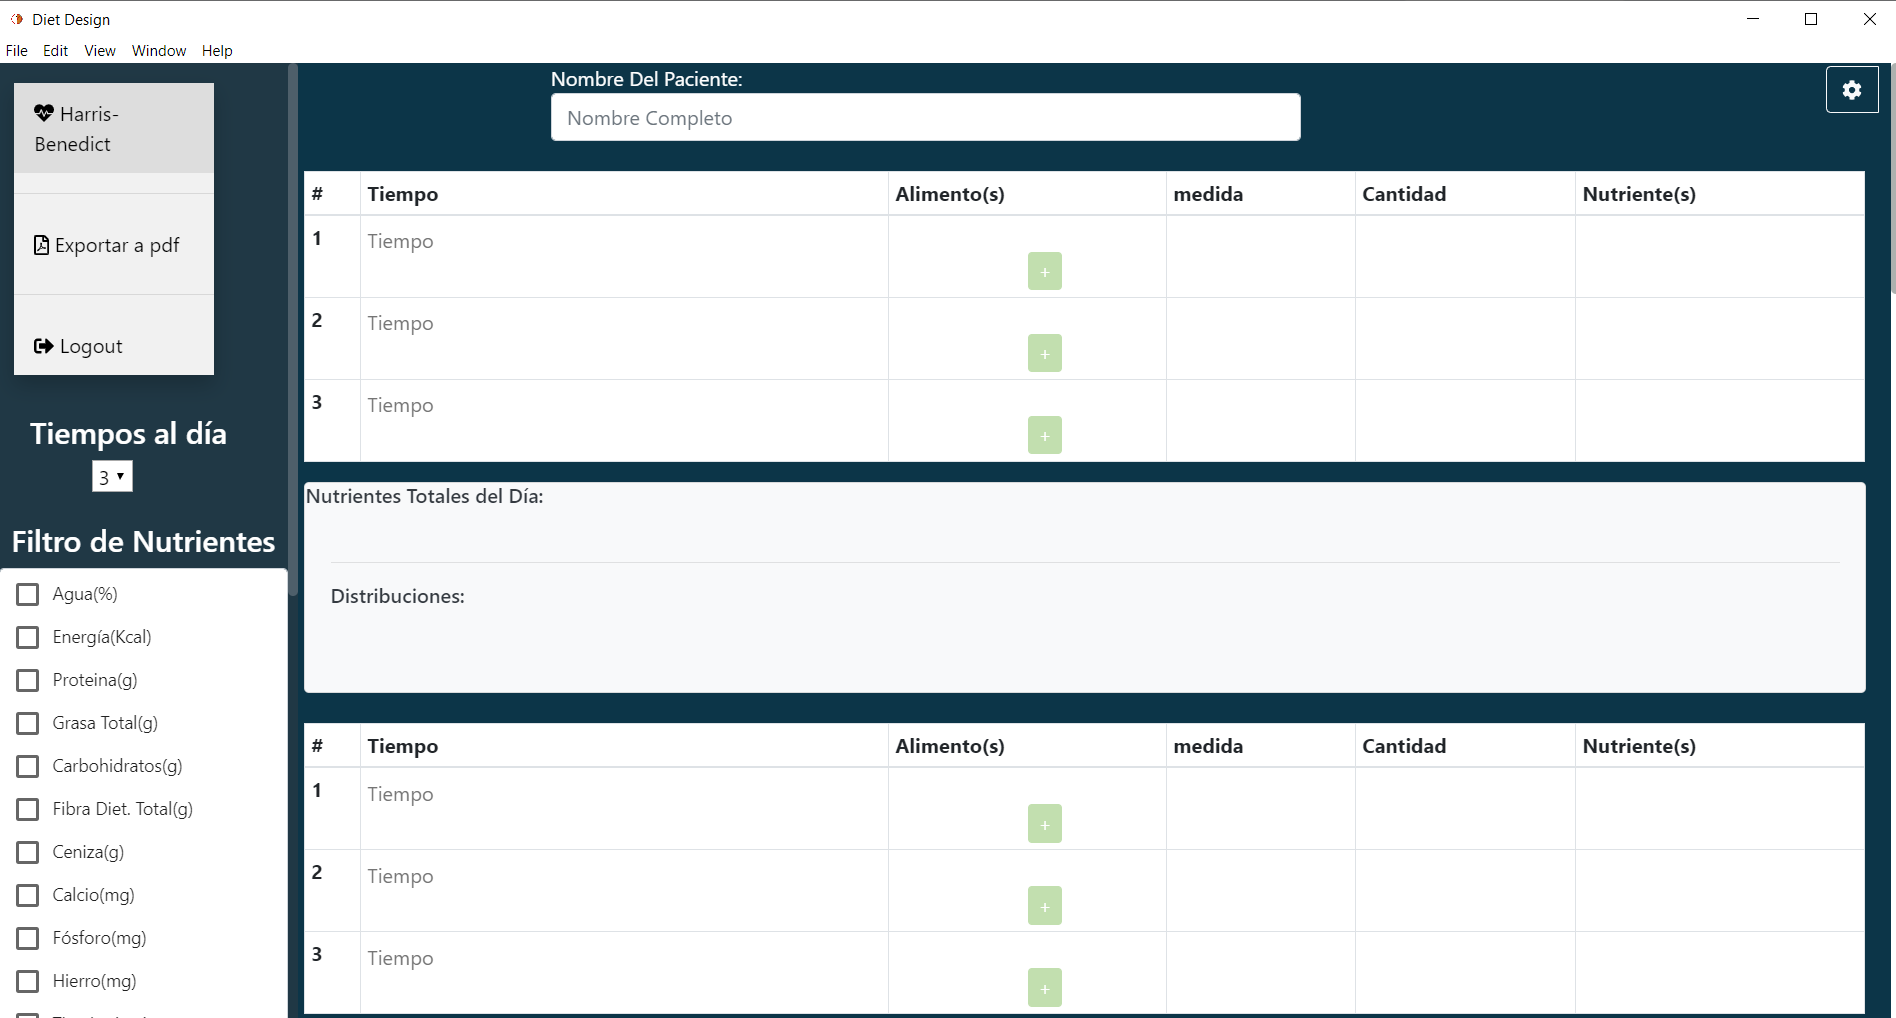 Diet Design
File Edit View Window Help
Harris-
Benedict
Exportar a pdf
Logout
Tiempos al día
3
Filtro de Nutrientes
Agua(%)
Energía(Kcal)
Proteina(g)
Grasa Total(g)
Carbohidratos(g)
Fibra Diet. Total(g)
Ceniza(g)
Calcio(mg)
Fósforo(mg)
Hierro(mg)
Nombre Del Paciente:
Nombre Completo
# Tiempo Alimento(s) medida Cantidad Nutriente(s)
1 Tiempo
+
2 Tiempo
+
3 Tiempo
+
Nutrientes Totales del Día:
Distribuciones:
# Tiempo Alimento(s) medida Cantidad Nutriente(s)
1 Tiempo
+
2 Tiempo
+
3 Tiempo
+